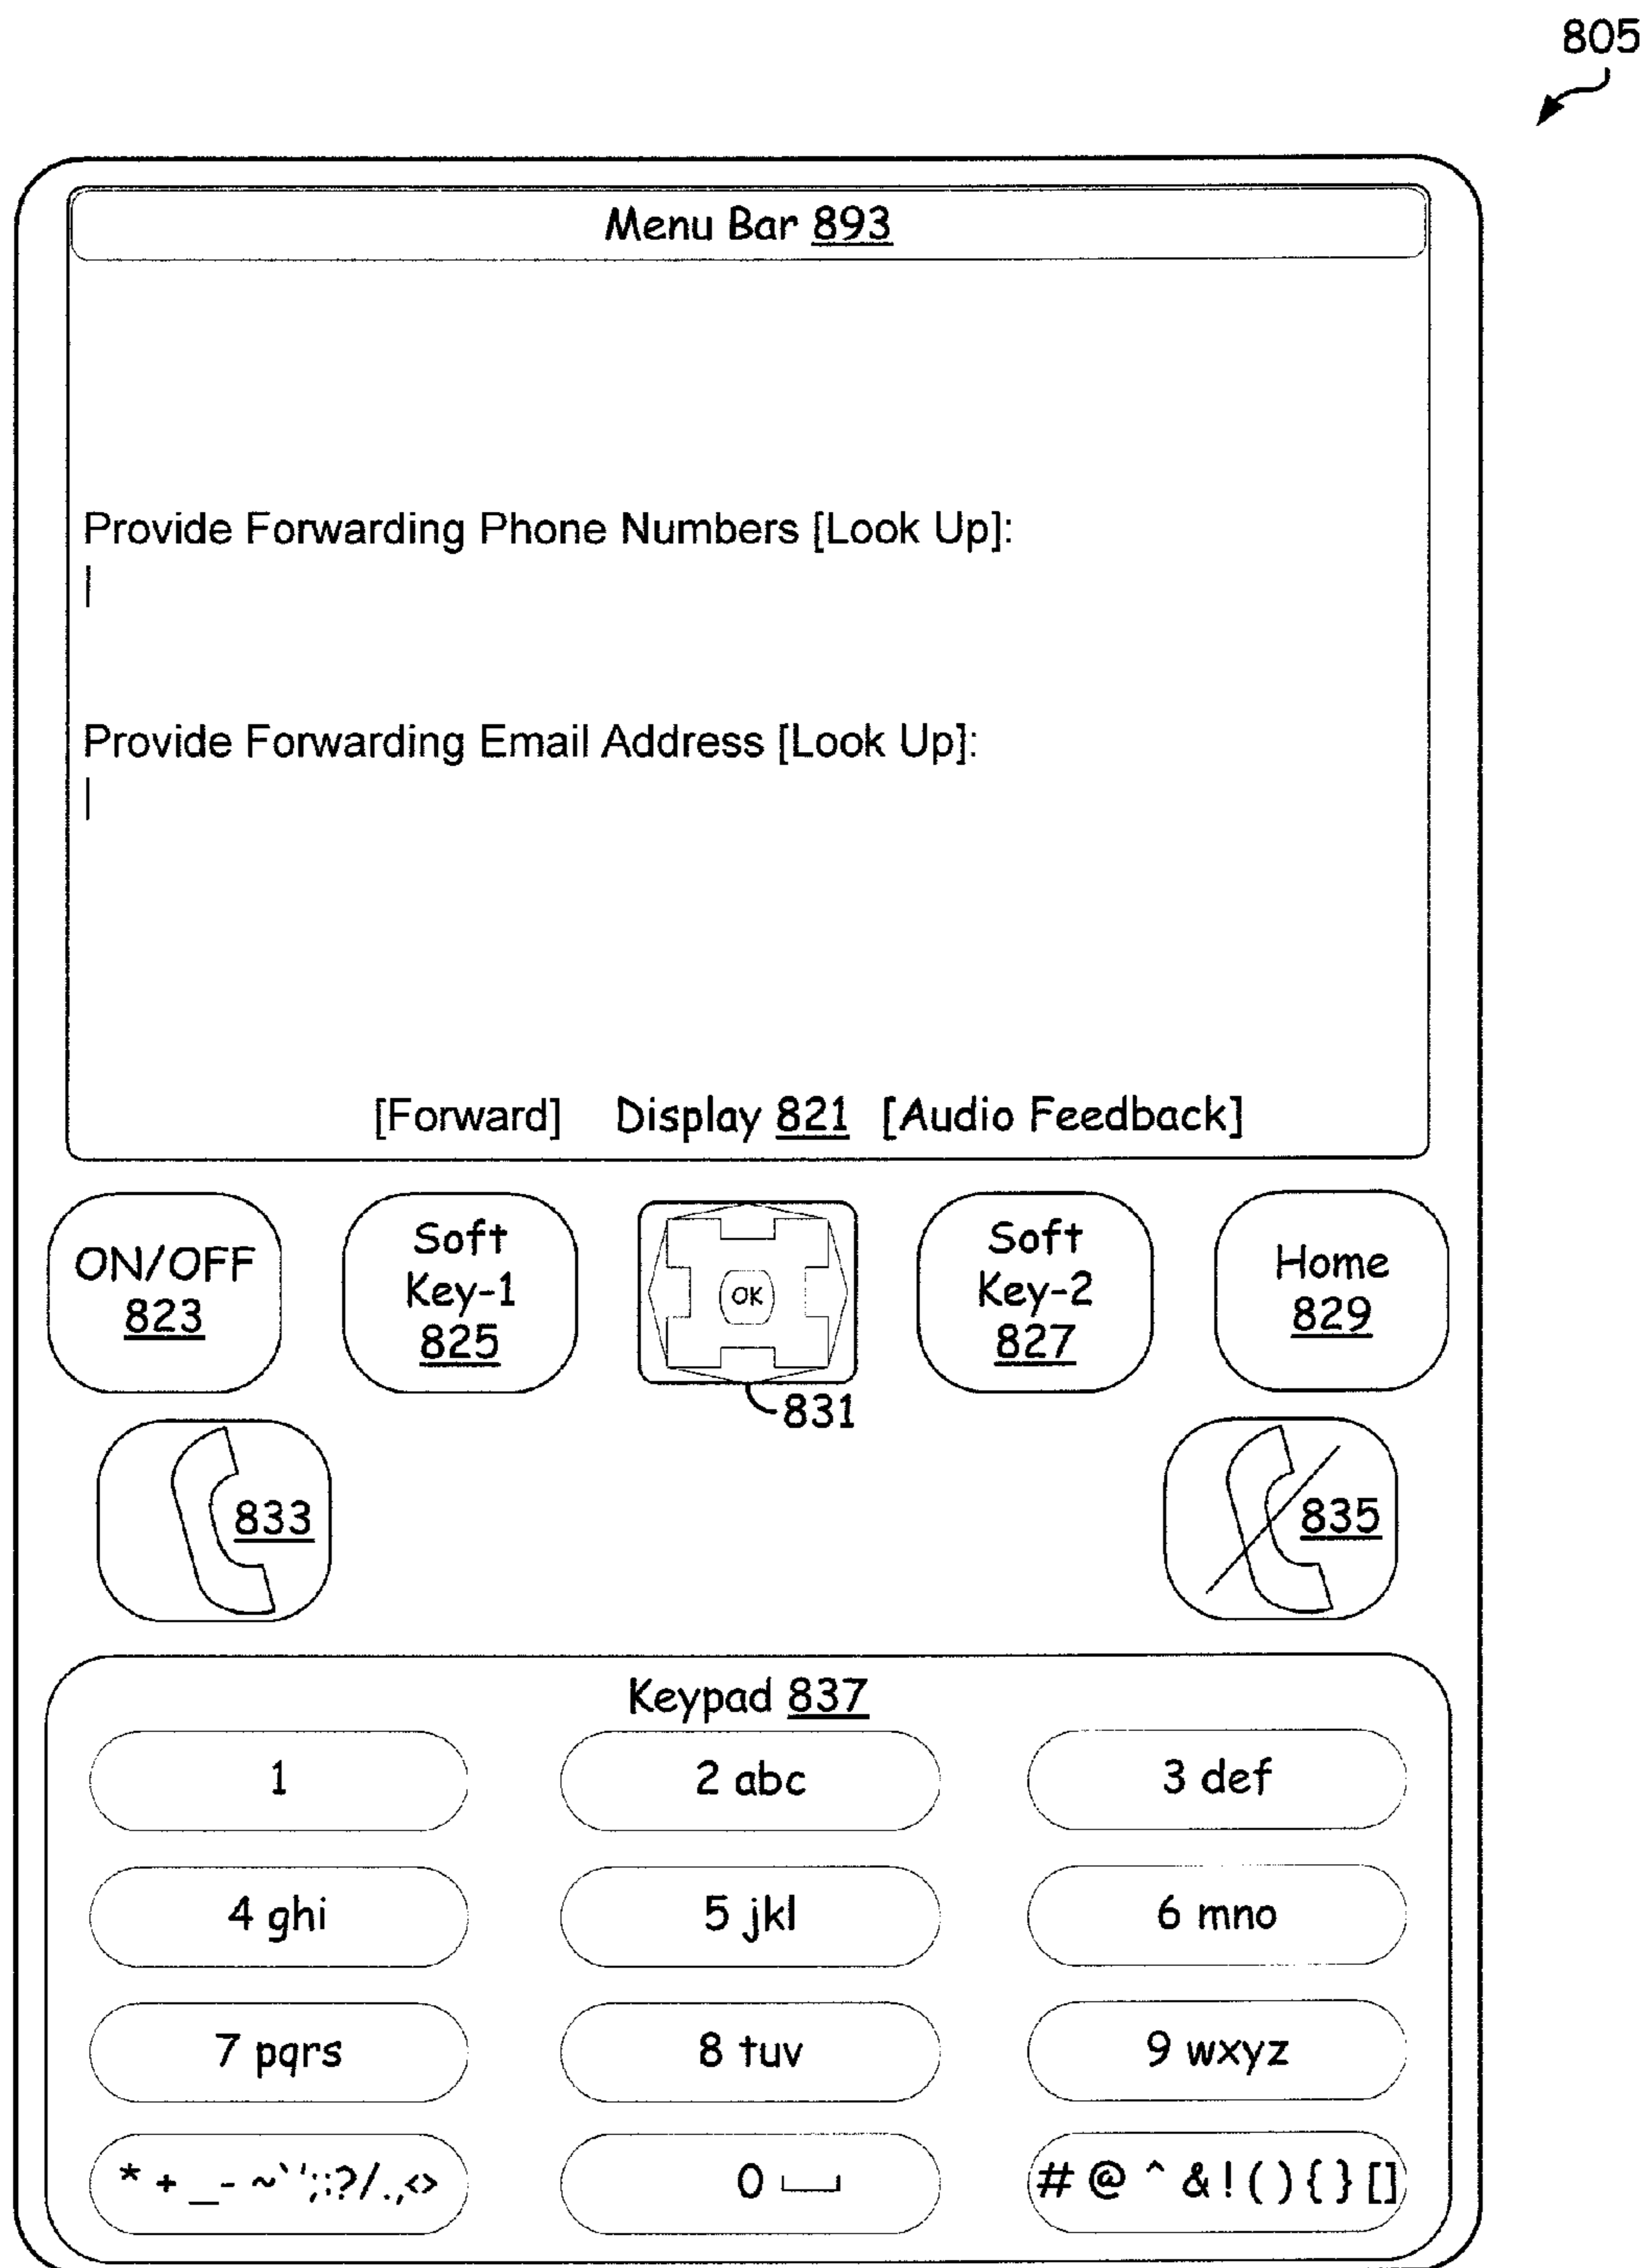 805
Menu Bar 893
Provide Forwarding Phone Numbers [Look Up]:
Provide Forwarding Email Address [Look Up]:
[Forward] Display 821 [Audio Feedback]
ON/OFF
823
Soft
Key-1
825
OK
831
Soft
Key-2
827
Home
829
833
835
Keypad 837
1
2 abc
3 def
4 ghi
5 jkl
6 mno
7 pqrs
8 tuv
9 wxyz
* + _- ~`';:?/.,<>
0 ⎵
# @ ^ & ! ( ) { } []